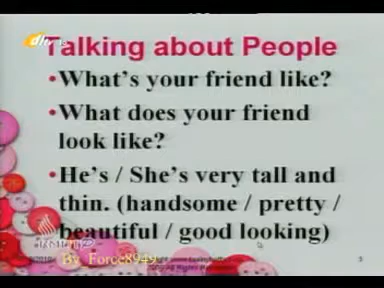 Talking about People
•What's your friend like?
•What does your friend
look like?
•He's / She's very tall and
thin. (handsome / pretty /
beautiful / good looking)
By Force8949